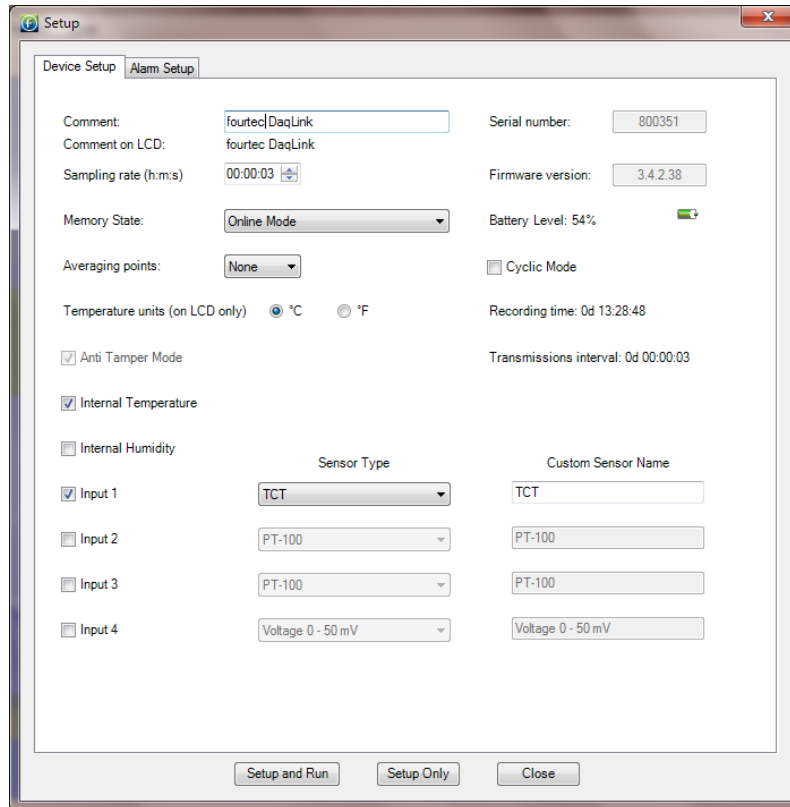 Setup
Device Setup Alarm Setup
Comment: fourtec DaqLink Serial number: 800351
Comment on LCD: fourtec DaqLink
Sampling rate (h:m:s) 00:00:03 Firmware version: 3.4.2.38
Memory State: Online Mode Battery Level: 54%
Averaging points: None Cyclic Mode
Temperature units (on LCD only) °C °F Recording time: 0d 13:28:48
Anti Tamper Mode Transmissions interval: 0d 00:00:03
Internal Temperature
Internal Humidity
Sensor Type Custom Sensor Name
Input 1 TCT TCT
Input 2 PT-100 PT-100
Input 3 PT-100 PT-100
Input 4 Voltage 0 - 50 mV Voltage 0 - 50 mV
Setup and Run Setup Only Close